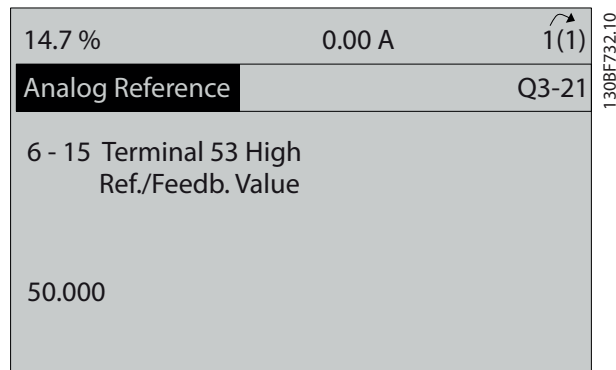 14.7 % 0.00 A 1(1)
Analog Reference Q3-21
6 - 15 Terminal 53 High
Ref./Feedb. Value
50.000
130BF732.10